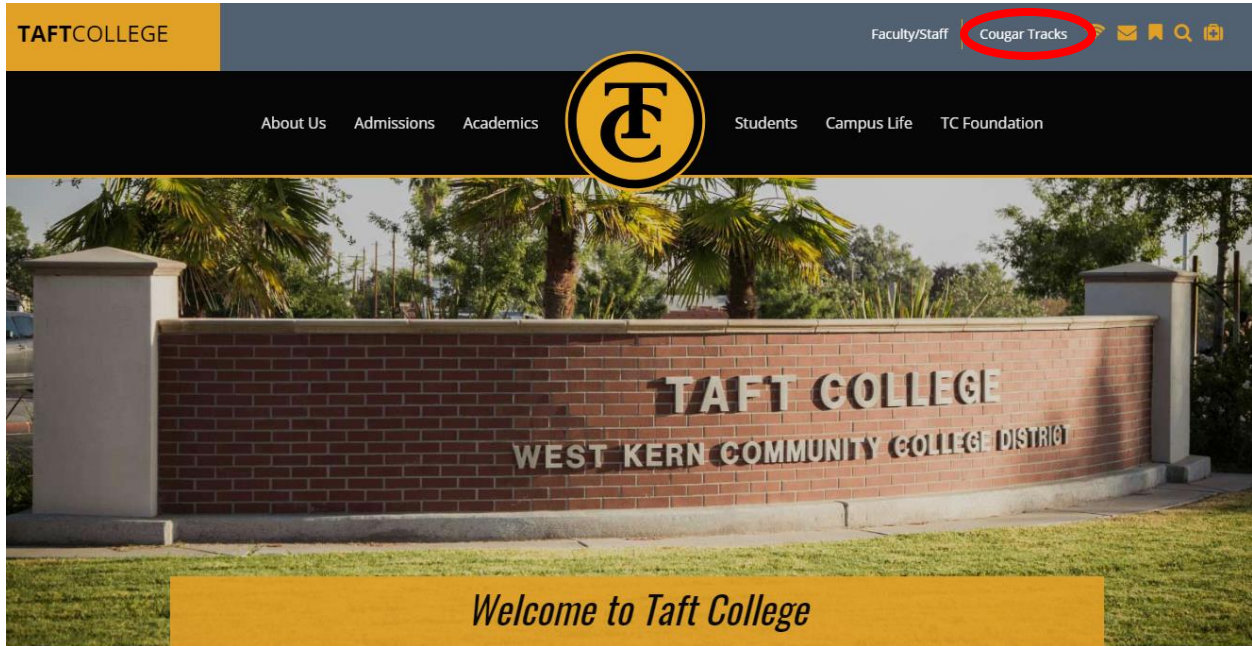 TAFTCOLLEGE
Faculty/Staff Cougar Tracks
About Us Admissions Academics TC Students Campus Life TC Foundation
TAFT COLLEGE
WEST KERN COMMUNITY COLLEGE DISTRICT
Welcome to Taft College